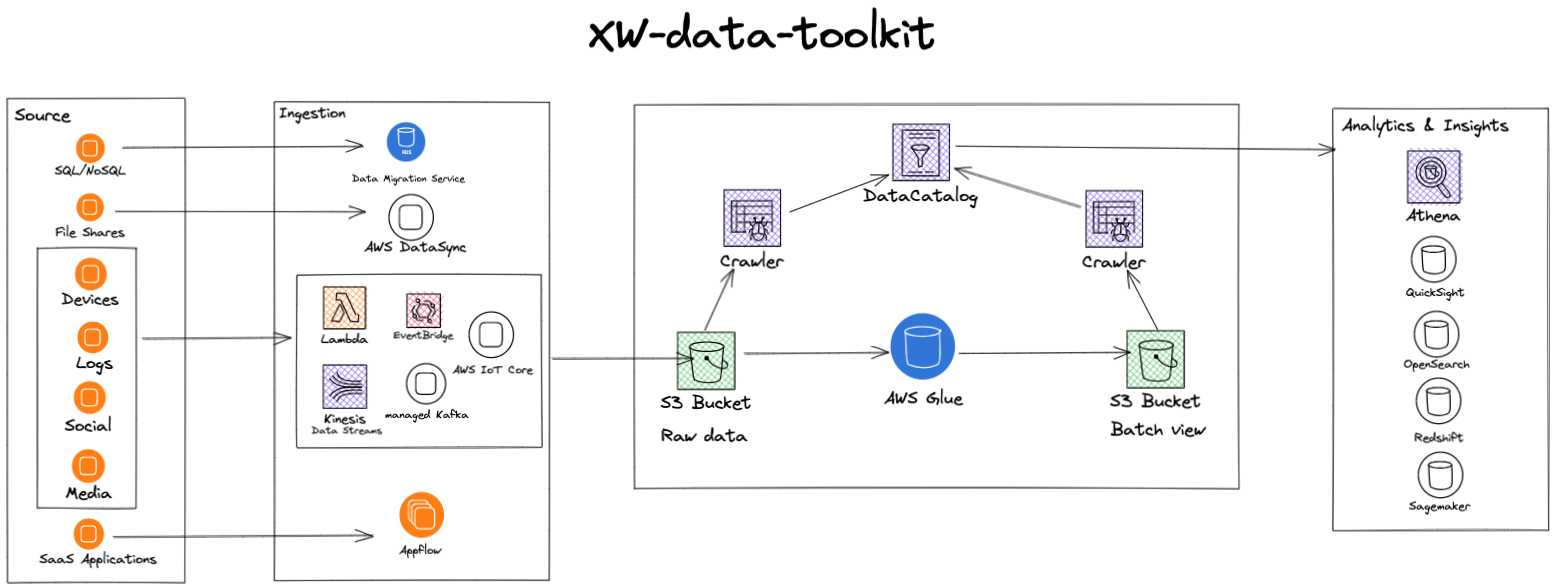 xw-data-toolkit
Source
SQL/NoSQL
File Shares
Devices
Logs
Social
Media
SaaS Applications
Ingestion
RDS
Data Migration Service
AWS DataSync
Lambda
EventBridge
AWS IoT Core
Kinesis
Data Streams
managed Kafka
Appflow
DataCatalog
Crawler
Crawler
S3 Bucket
Raw data
AWS Glue
S3 Bucket
Batch view
Analytics & Insights
Athena
QuickSight
OpenSearch
Redshift
Sagemaker